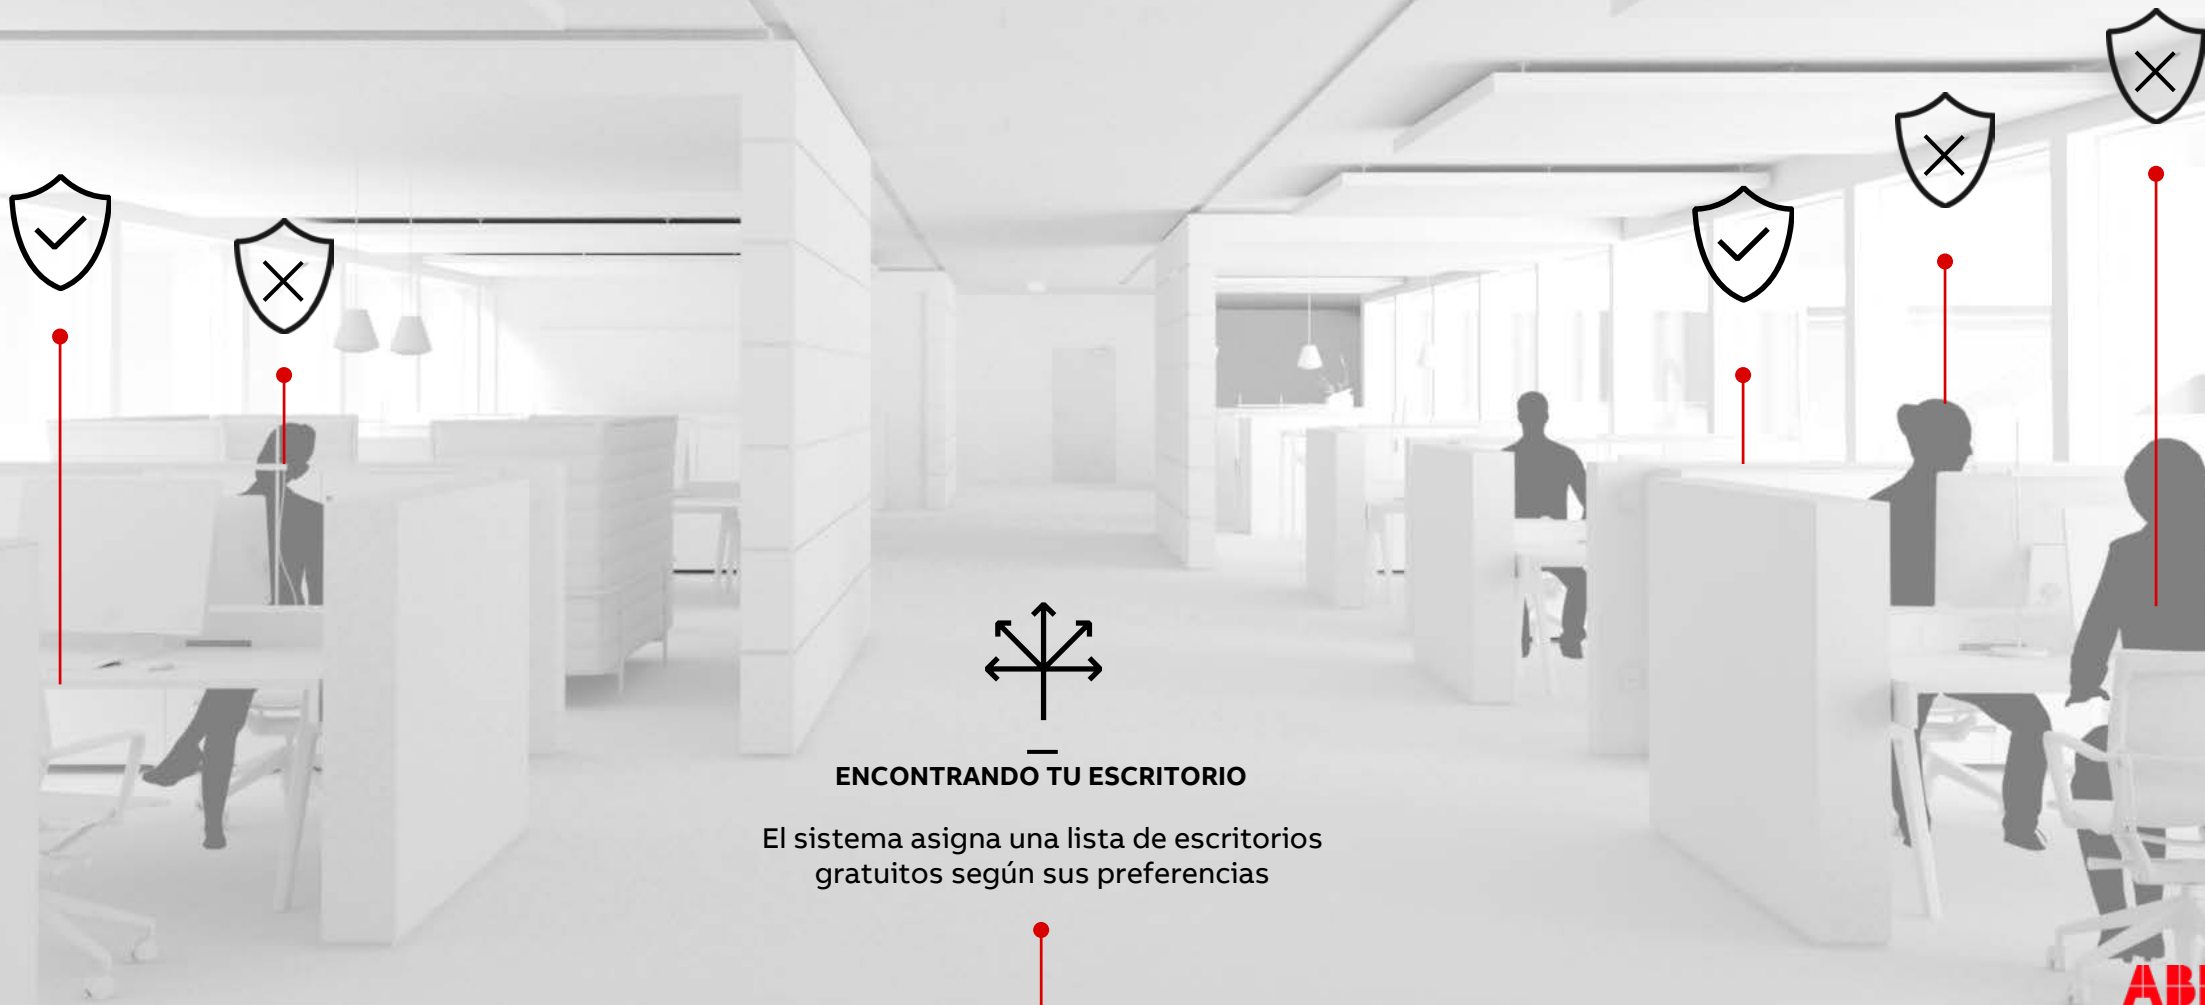 ENCONTRANDO TU ESCRITORIO
El sistema asigna una lista de escritorios
gratuitos según sus preferencias